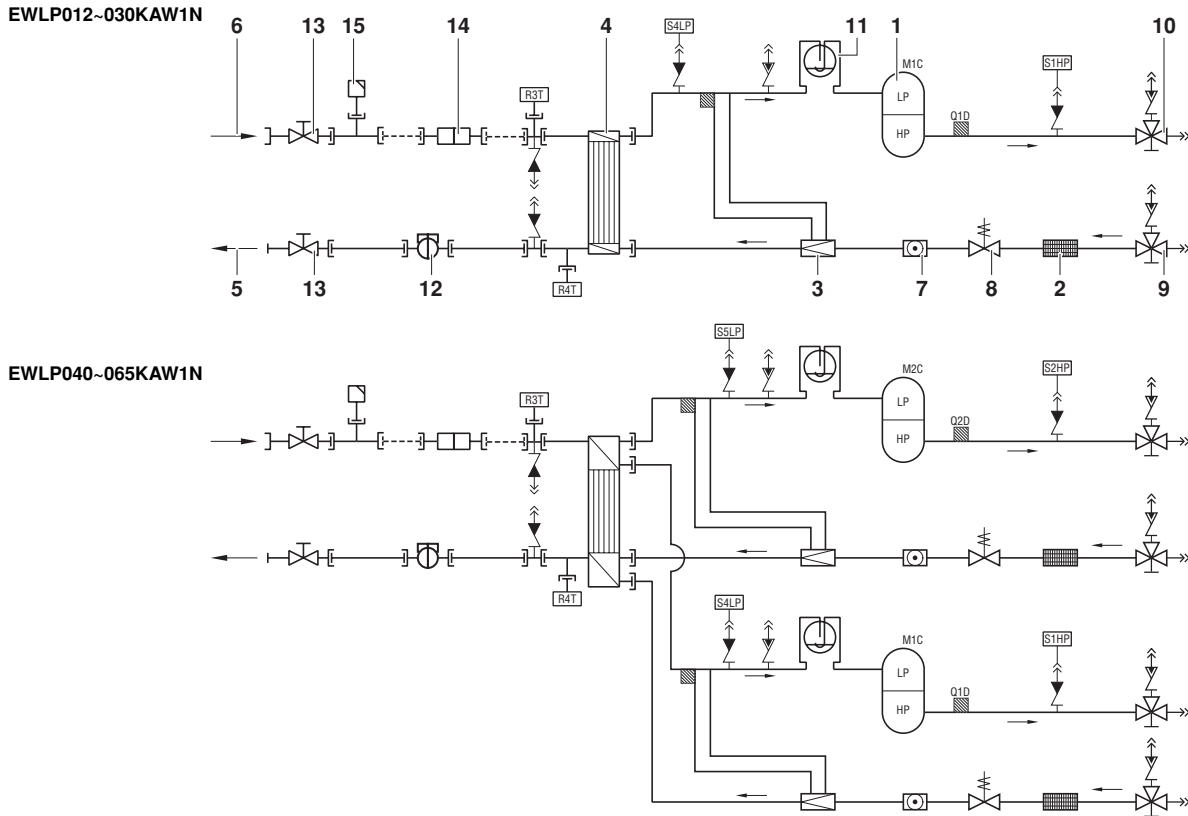 EWLP012~030KAW1N
6 13 15 14 4 S4LP 11 1 10
M1C
S1HP
R3T
LP
Q1D
HP
R4T
5 13 12 3 7 8 2 9
EWLP040~065KAW1N
S5LP
M2C
S2HP
R3T
LP
Q2D
HP
R4T
S4LP
M1C
S1HP
LP
Q1D
HP